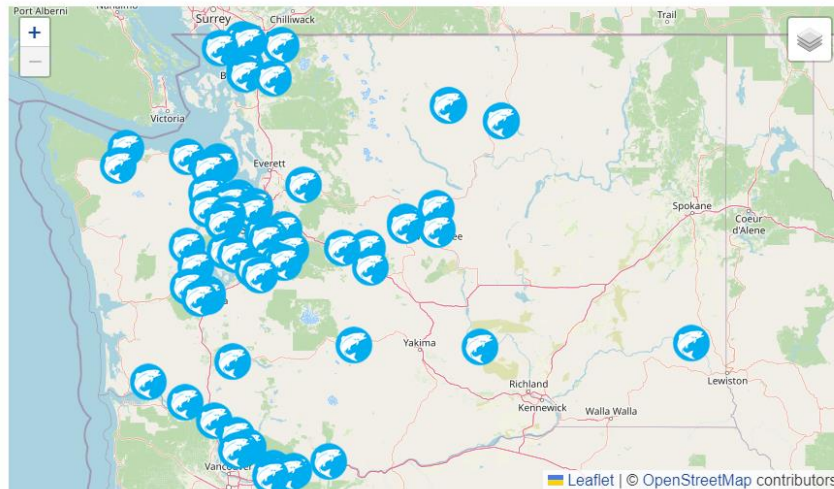 Port Alberni
Nanaimo
Surrey
Chilliwack
Trail
+
−
Victoria
Everett
Spokane
Coeur
d'Alene
Yakima
Lewiston
Richland
Kennewick
Walla Walla
Leaflet | © OpenStreetMap contributors